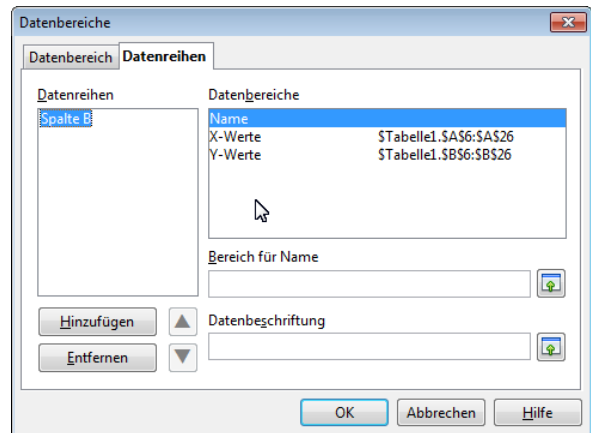 Datenbereiche
Datenbereich Datenreihen
Datenreihen
Spalte B
Datenbereiche
Name
X-Werte $Tabelle1.$A$6:$A$26
Y-Werte $Tabelle1.$B$6:$B$26
Bereich für Name
Hinzufügen
Datenbeschriftung
Entfernen
OK Abbrechen Hilfe